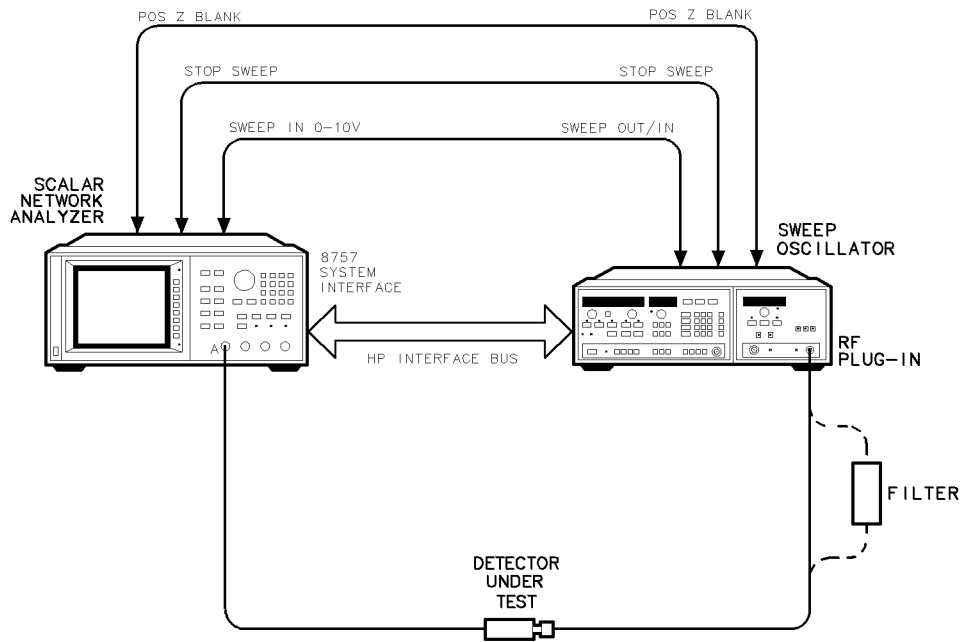 POS Z BLANK
POS Z BLANK
STOP SWEEP
STOP SWEEP
SWEEP IN 0-10V
SWEEP OUT/IN
SCALAR
NETWORK
ANALYZER
SWEEP
OSCILLATOR
8757
SYSTEM
INTERFACE
HP INTERFACE BUS
A
RF
PLUG-IN
FILTER
DETECTOR
UNDER
TEST